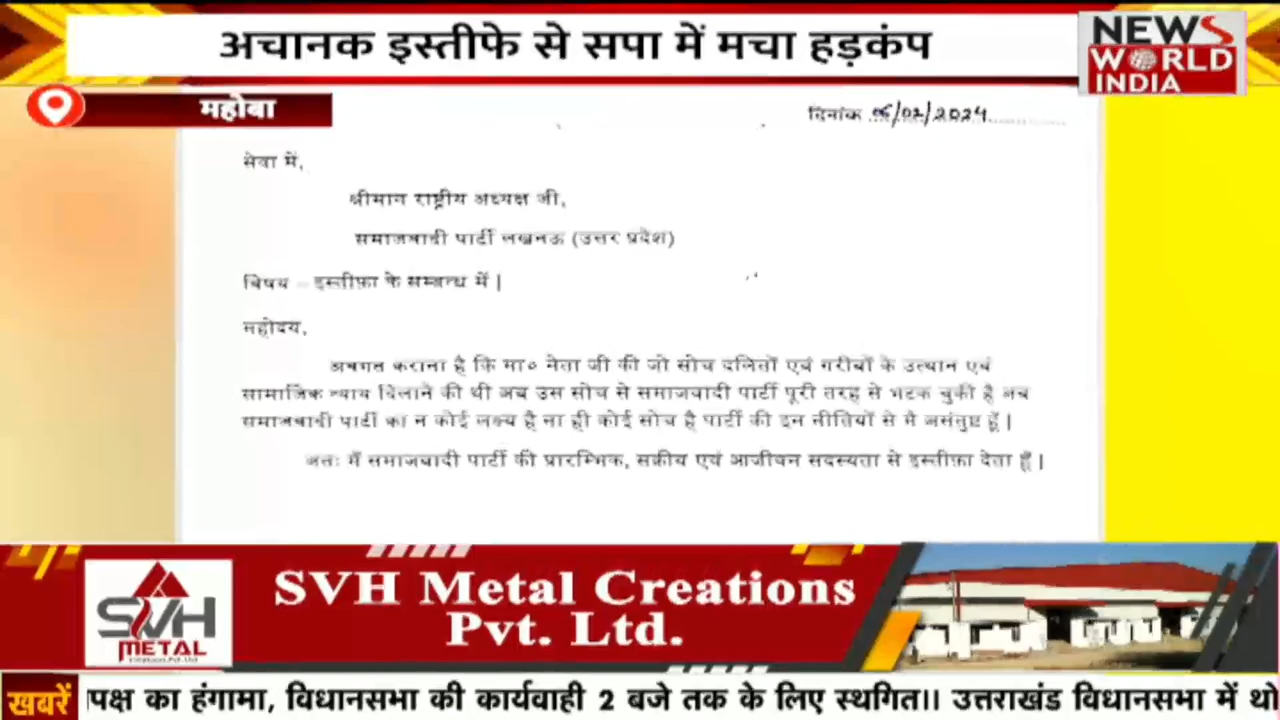 अचानक इस्तीफे से सपा में मचा हड़कंप
NEWS
WORLD
INDIA
महोबा
दिनांक 06/02/2024
सेवा में,
श्रीमान राष्ट्रीय अध्यक्ष जी,
समाजवादी पार्टी लखनऊ (उत्तर प्रदेश)
विषय – इस्तीफ़ा के सम्बन्ध में |
महोदय,
अवगत कराना है कि मा० नेता जी की जो सोच दलितों एवं गरीबों के उत्थान एवं
सामाजिक न्याय दिलाने की थी अब उस सोच से समाजवादी पार्टी पूरी तरह से भटक चुकी है अब
समाजवादी पार्टी का न कोई लक्ष्य है ना ही कोई सोच है पार्टी की इन नीतियों से मै असंतुष्ट हूँ |
अतः मैं समाजवादी पार्टी की प्रारम्भिक, सक्रीय एवं आजीवन सदस्यता से इस्तीफ़ा देता हूँ |
SVH
METAL
SVH Metal Creations
Pvt. Ltd.
खबरें पक्ष का हंगामा, विधानसभा की कार्यवाही 2 बजे तक के लिए स्थगित।। उत्तराखंड विधानसभा में थो